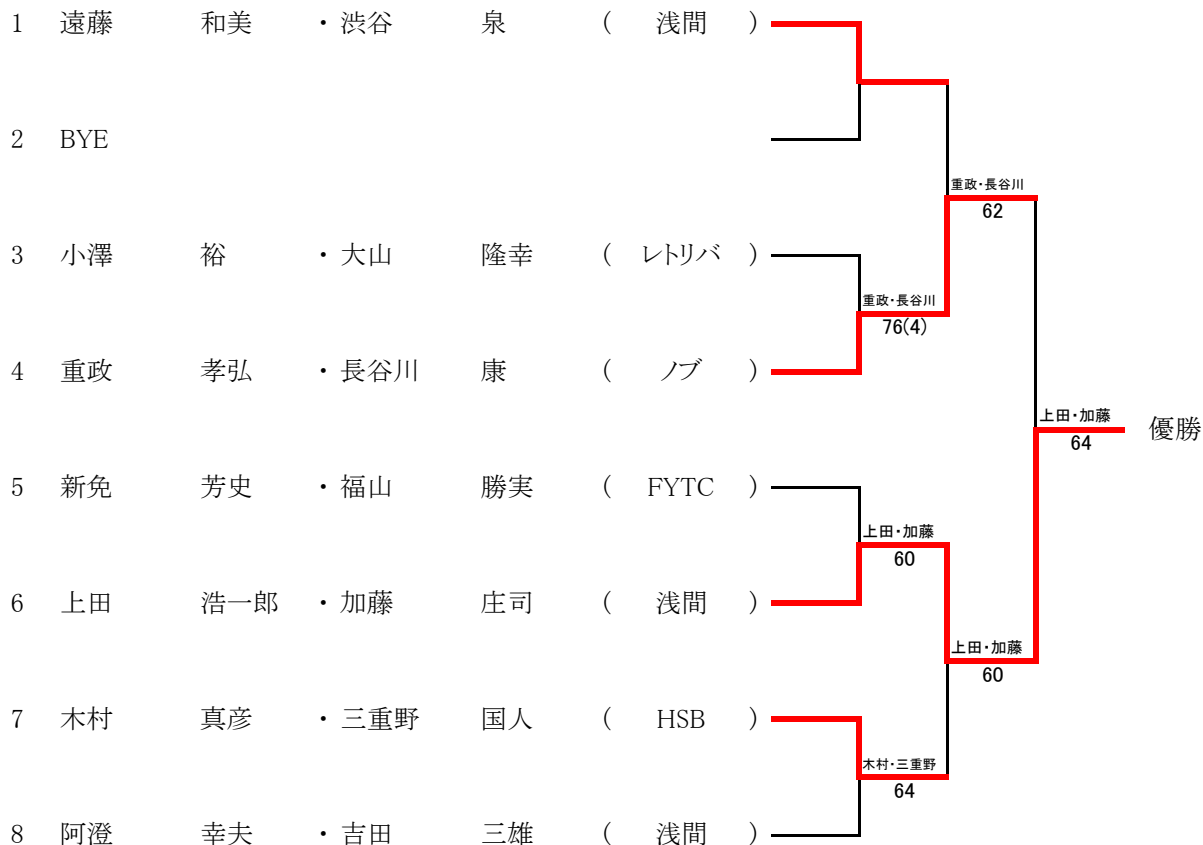 1 遠藤 和美 ・渋谷 泉 ( 浅間 )
2 BYE
重政・長谷川
62
3 小澤 裕 ・大山 隆幸 ( レトリバ )
重政・長谷川
76(4)
4 重政 孝弘 ・長谷川 康 ( ノブ )
上田・加藤
64
優勝
5 新免 芳史 ・福山 勝実 ( FYTC )
上田・加藤
60
6 上田 浩一郎 ・加藤 庄司 ( 浅間 )
上田・加藤
60
7 木村 真彦 ・三重野 国人 ( HSB )
木村・三重野
64
8 阿澄 幸夫 ・吉田 三雄 ( 浅間 )